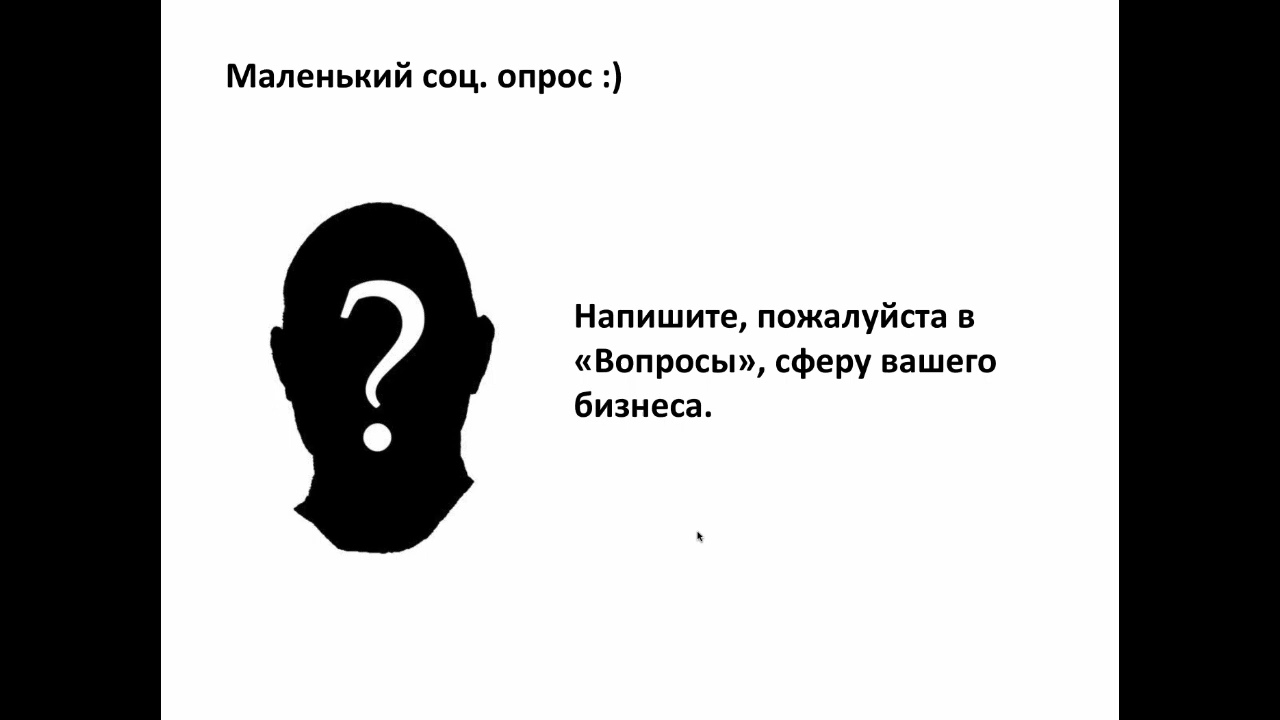 Маленький соц. опрос :)
?
Напишите, пожалуйста в
«Вопросы», сферу вашего
бизнеса.